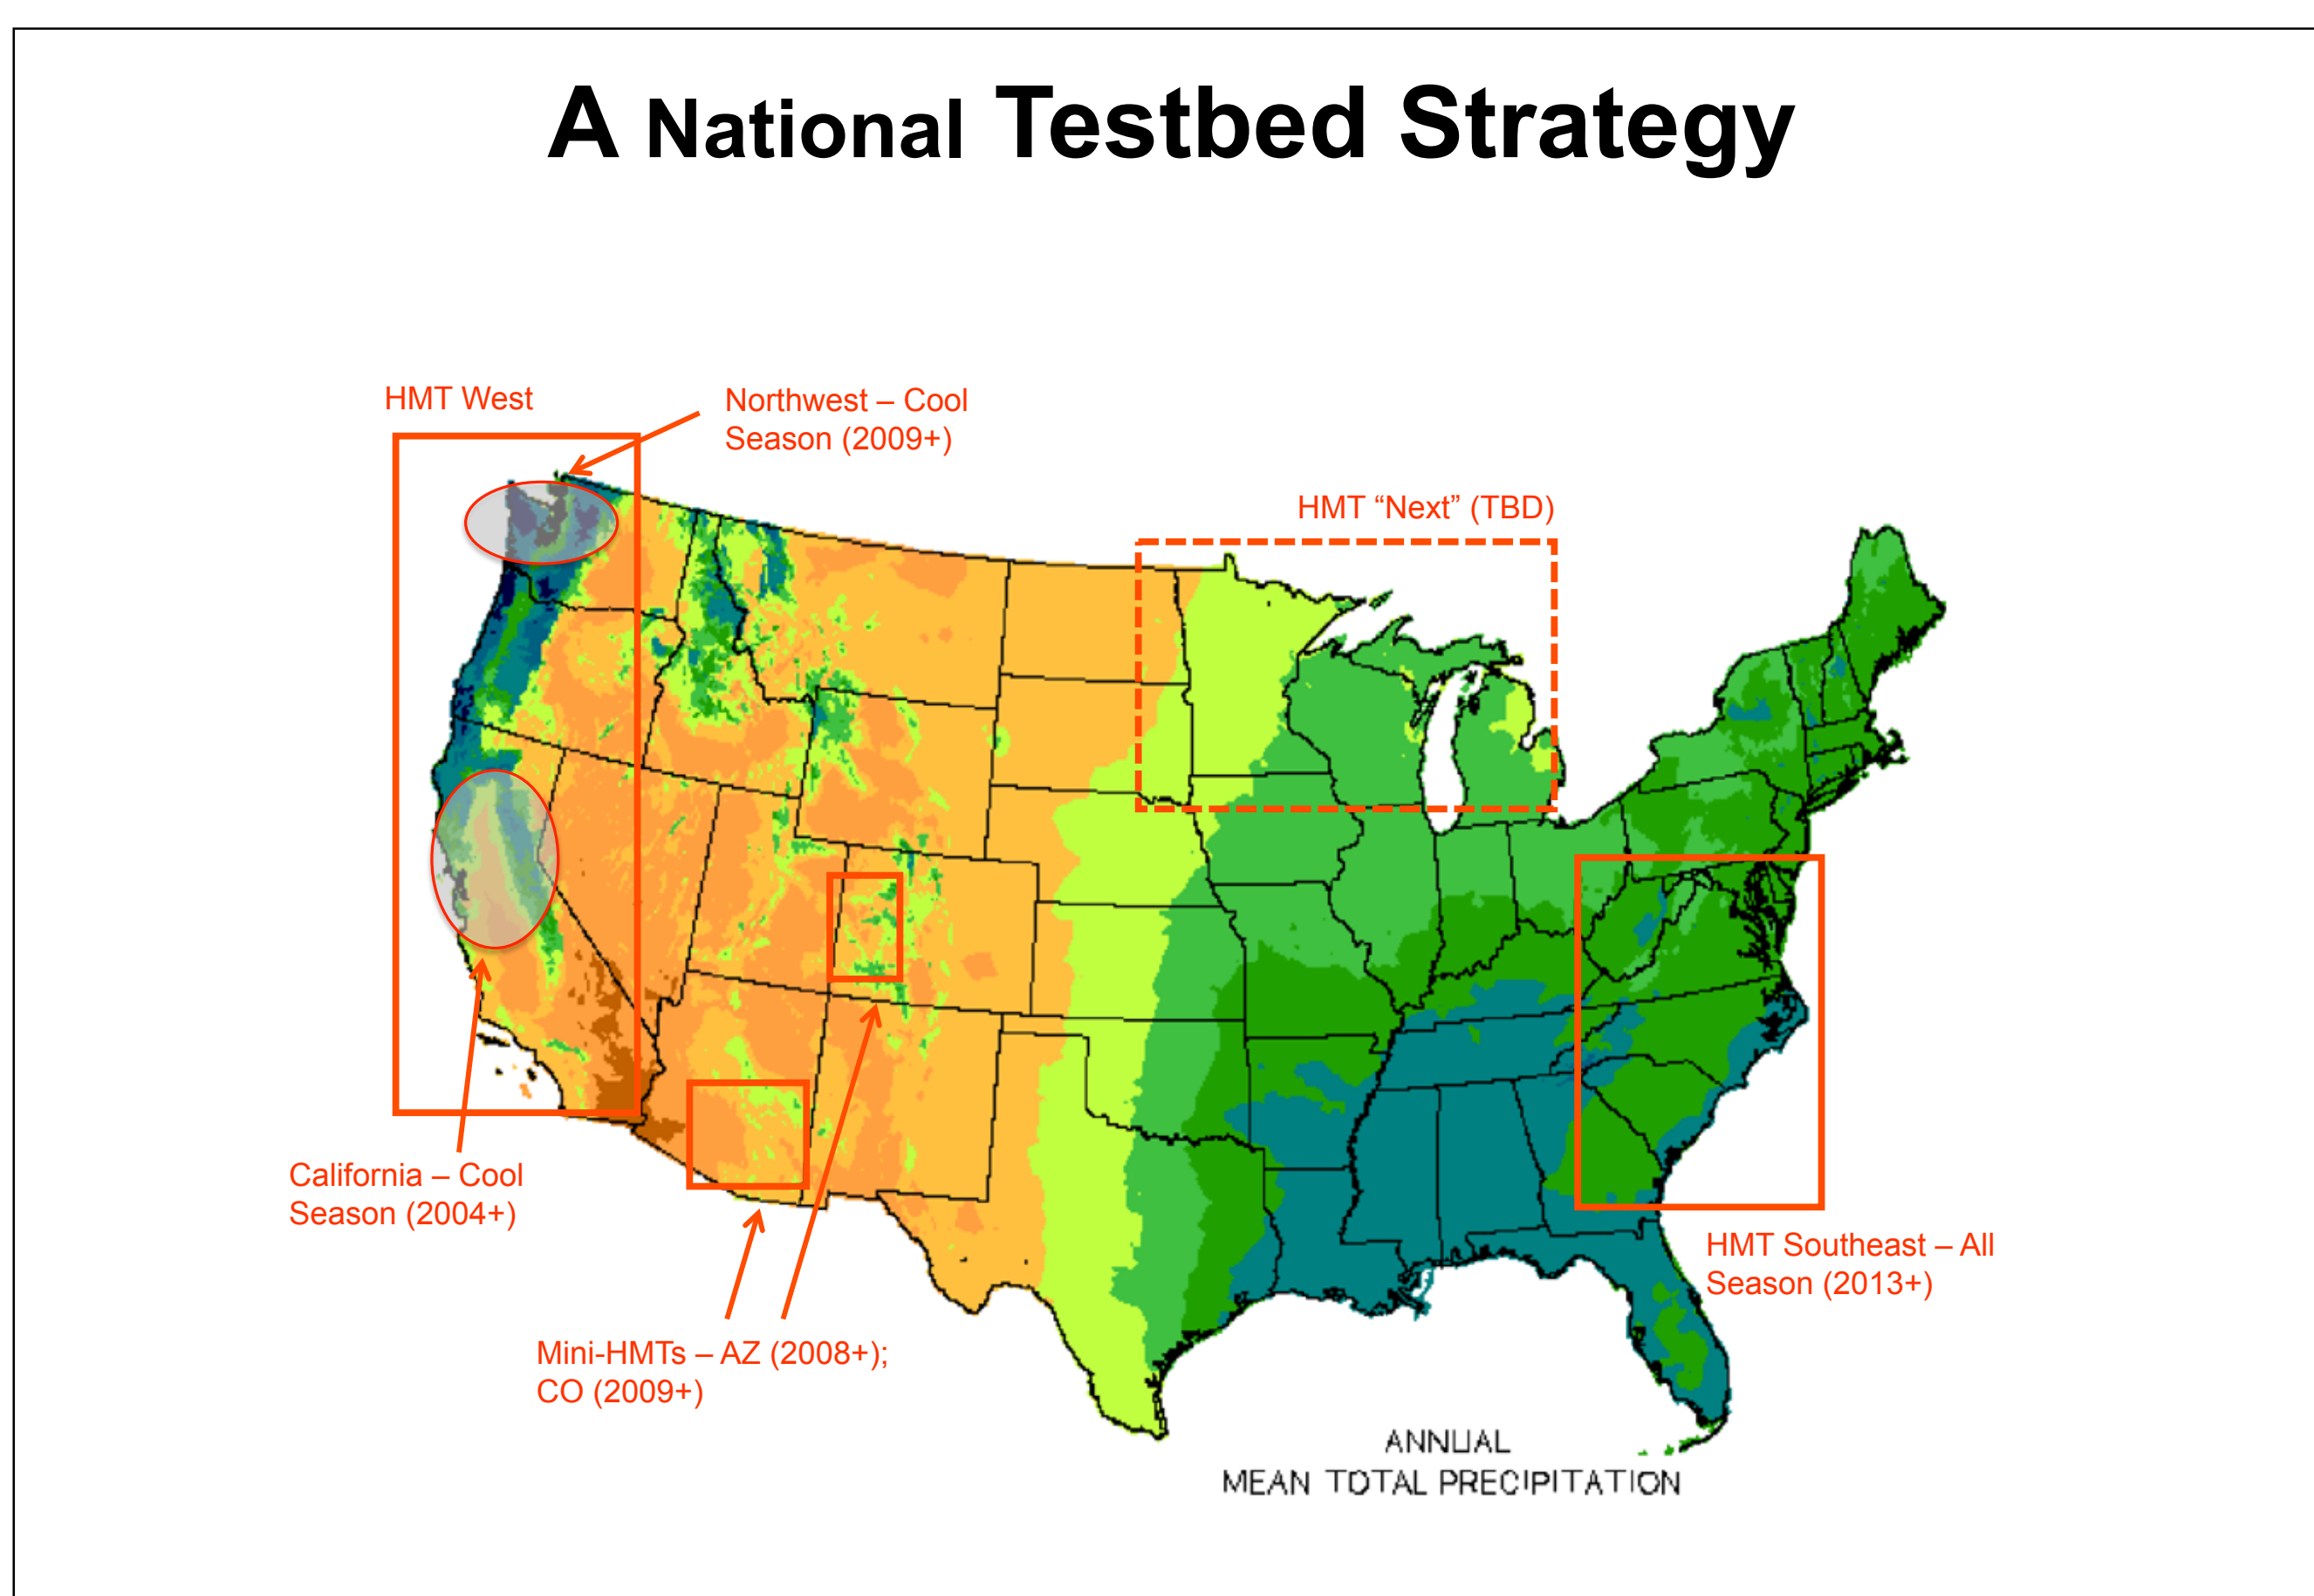 A National Testbed Strategy
HMT West
Northwest – Cool
Season (2009+)
HMT “Next” (TBD)
California – Cool
Season (2004+)
HMT Southeast – All
Season (2013+)
Mini-HMTs – AZ (2008+);
CO (2009+)
ANNUAL
MEAN TOTAL PRECIPITATION